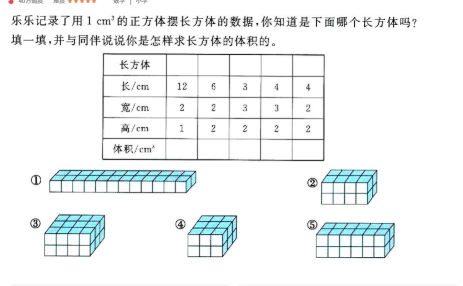 乐乐记录了用 1 cm³的正方体摆长方体的数据,你知道是下面哪个长方体吗?
填一填,并与同伴说说你是怎样求长方体的体积的。
长方体
长/cm 12 6 3 4 4
宽/cm 2 2 3 3 2
高/cm 1 2 2 2 2
体积/cm³
① ②
③ ④ ⑤